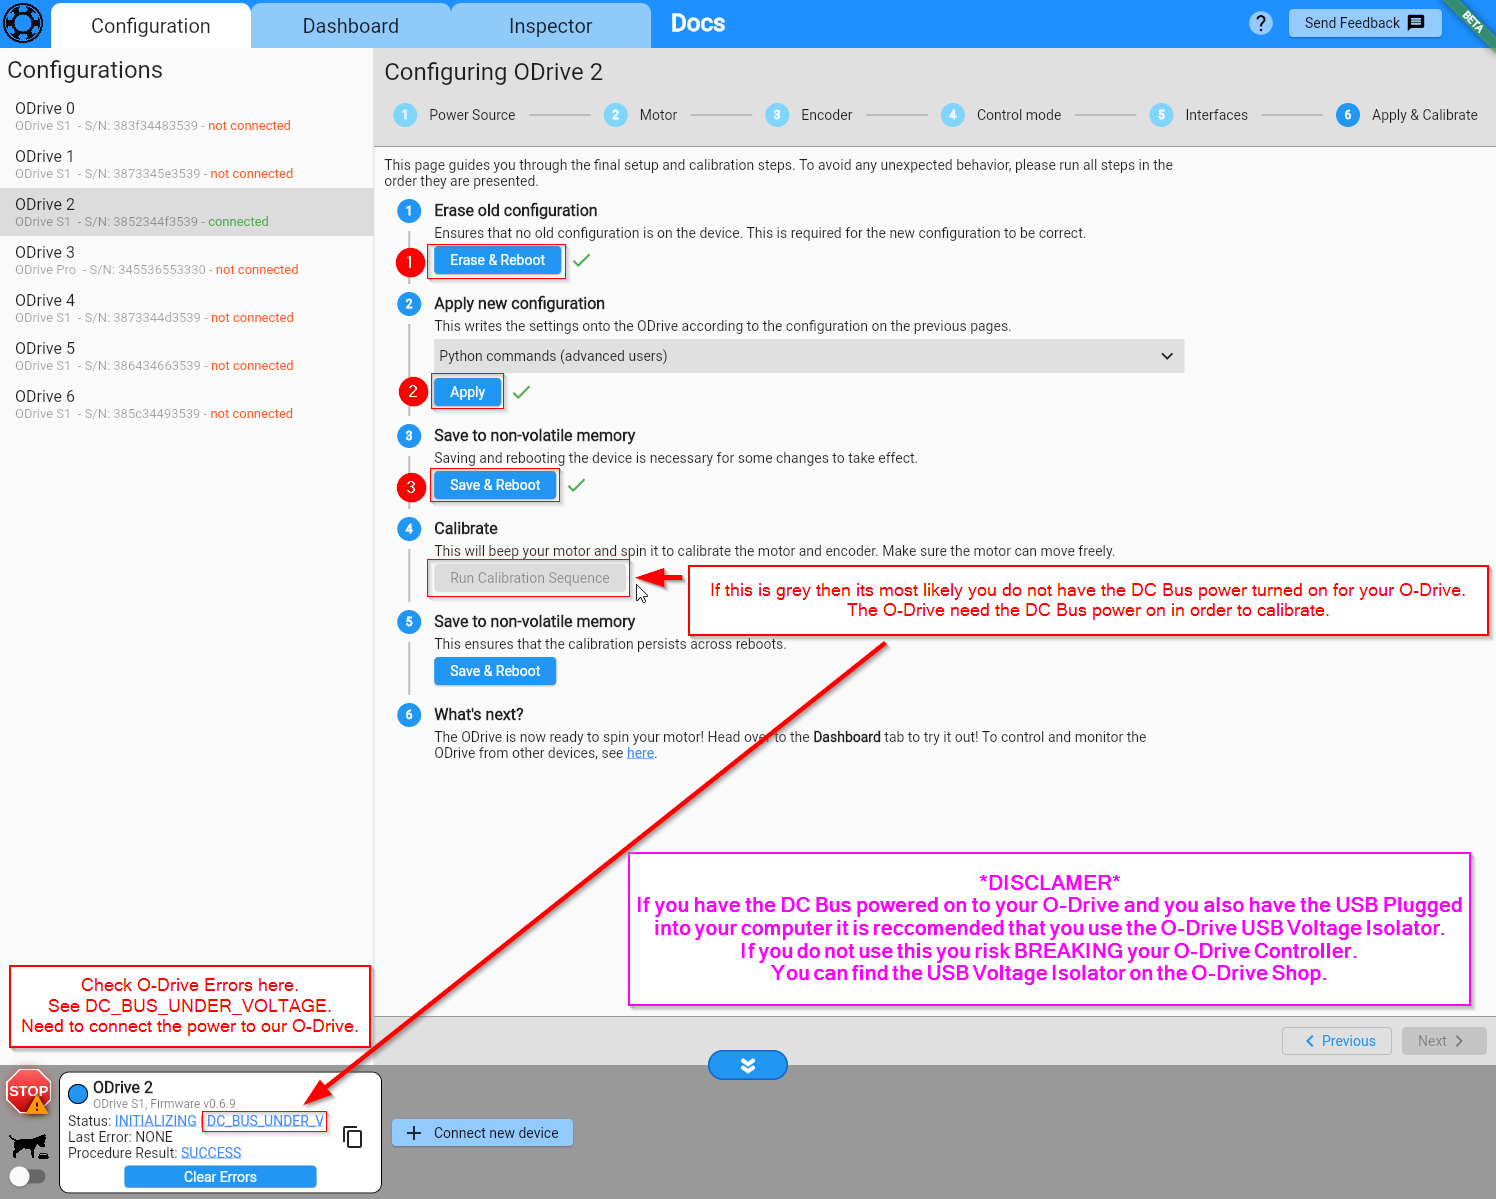 Configuration
Dashboard
Inspector
Docs
?
Send Feedback
BETA
Configurations
ODrive 0
ODrive S1 - S/N: 383f34483539 - not connected
ODrive 1
ODrive S1 - S/N: 3873345e3539 - not connected
ODrive 2
ODrive S1 - S/N: 3852344f3539 - connected
ODrive 3
ODrive Pro - S/N: 345536553330 - not connected
ODrive 4
ODrive S1 - S/N: 3873344d3539 - not connected
ODrive 5
ODrive S1 - S/N: 386434663539 - not connected
ODrive 6
ODrive S1 - S/N: 385c34493539 - not connected
Configuring ODrive 2
1 Power Source
2 Motor
3 Encoder
4 Control mode
5 Interfaces
6 Apply & Calibrate
This page guides you through the final setup and calibration steps. To avoid any unexpected behavior, please run all steps in the
order they are presented.
1 Erase old configuration
Ensures that no old configuration is on the device. This is required for the new configuration to be correct.
1 Erase & Reboot
2 Apply new configuration
This writes the settings onto the ODrive according to the configuration on the previous pages.
Python commands (advanced users)
2 Apply
3 Save to non-volatile memory
Saving and rebooting the device is necessary for some changes to take effect.
3 Save & Reboot
4 Calibrate
This will beep your motor and spin it to calibrate the motor and encoder. Make sure the motor can move freely.
Run Calibration Sequence
If this is grey then its most likely you do not have the DC Bus power turned on for your O-Drive.
The O-Drive need the DC Bus power on in order to calibrate.
5 Save to non-volatile memory
This ensures that the calibration persists across reboots.
Save & Reboot
6 What's next?
The ODrive is now ready to spin your motor! Head over to the Dashboard tab to try it out! To control and monitor the
ODrive from other devices, see here.
*DISCLAMER*
If you have the DC Bus powered on to your O-Drive and you also have the USB Plugged
into your computer it is reccomended that you use the O-Drive USB Voltage Isolator.
If you do not use this you risk BREAKING your O-Drive Controller.
You can find the USB Voltage Isolator on the O-Drive Shop.
Check O-Drive Errors here.
See DC_BUS_UNDER_VOLTAGE.
Need to connect the power to our O-Drive.
Previous
Next
STOP
ODrive 2
ODrive S1, Firmware v0.6.9
Status: INITIALIZING DC_BUS_UNDER_V
Last Error: NONE
Procedure Result: SUCCESS
Clear Errors
Connect new device